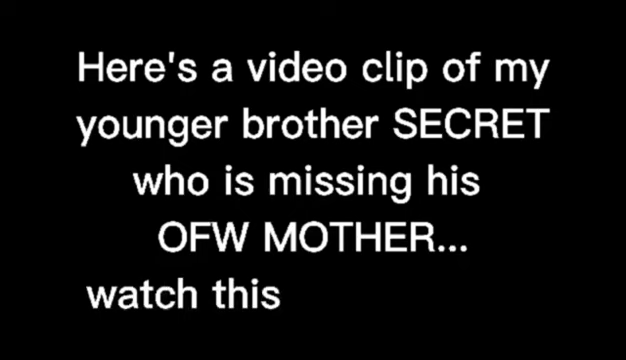 Here's a video clip of my
younger brother SECRET
who is missing his
OFW MOTHER...
watch this